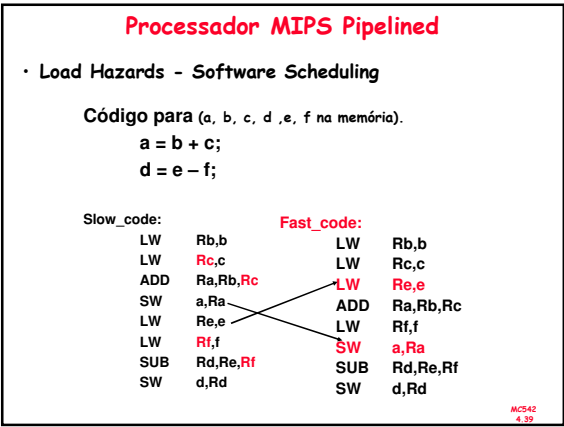 Processador MIPS Pipelined
• Load Hazards - Software Scheduling
Código para (a, b, c, d ,e, f na memória).
a = b + c;
d = e – f;
Slow_code:
LW Rb,b
LW Rc,c
ADD Ra,Rb,Rc
SW a,Ra
LW Re,e
LW Rf,f
SUB Rd,Re,Rf
SW d,Rd
Fast_code:
LW Rb,b
LW Rc,c
LW Re,e
ADD Ra,Rb,Rc
LW Rf,f
SW a,Ra
SUB Rd,Re,Rf
SW d,Rd
MC542
4.39